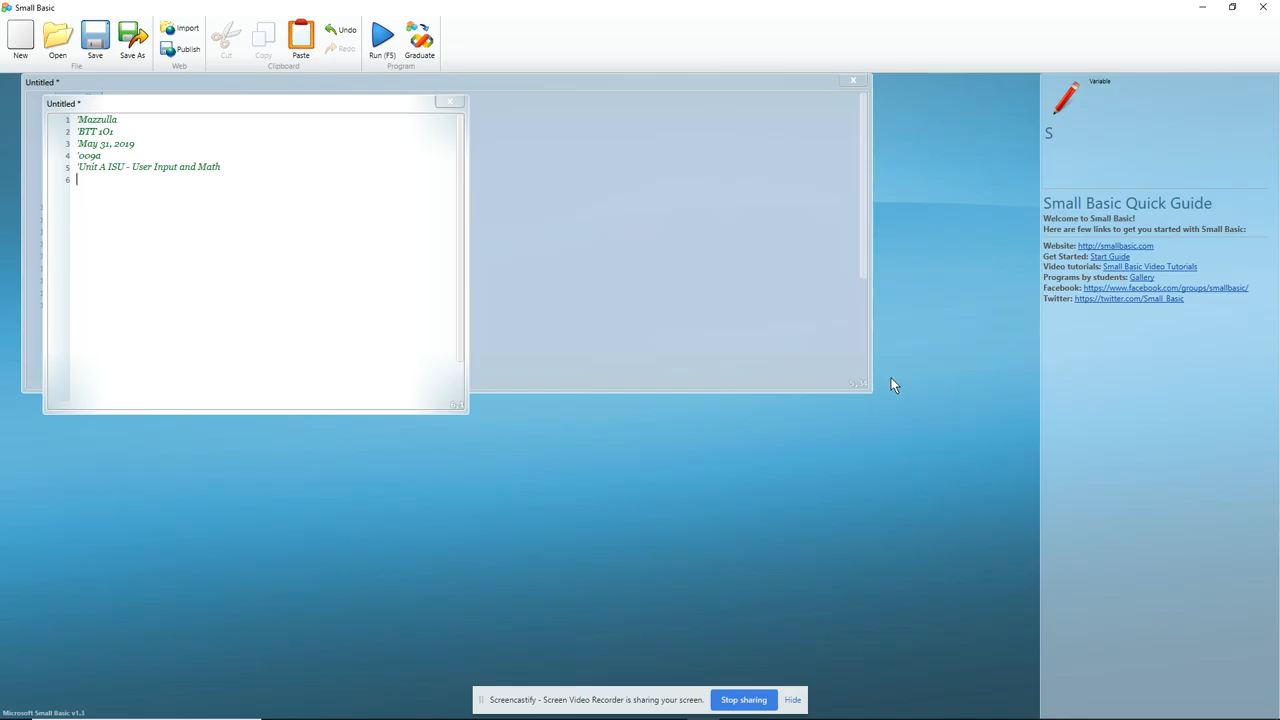 Small Basic
New
Open
Save
Save As
Import
Publish
Cut
Copy
Paste
Undo
Redo
Run (F5)
Graduate
File
Web
Clipboard
Program
Untitled *
Untitled *
1 'Mazzulla
2 'BTT 1O1
3 'May 31, 2019
4 '009a
5 'Unit A ISU - User Input and Math
6
6,1
5,34
Variable
S
Small Basic Quick Guide
Welcome to Small Basic!
Here are few links to get you started with Small Basic:
Website: http://smallbasic.com
Get Started: Start Guide
Video tutorials: Small Basic Video Tutorials
Programs by students: Gallery
Facebook: https://www.facebook.com/groups/smallbasic/
Twitter: https://twitter.com/Small_Basic
Screencastify - Screen Video Recorder is sharing your screen. Stop sharing Hide
Microsoft Small Basic v1.3